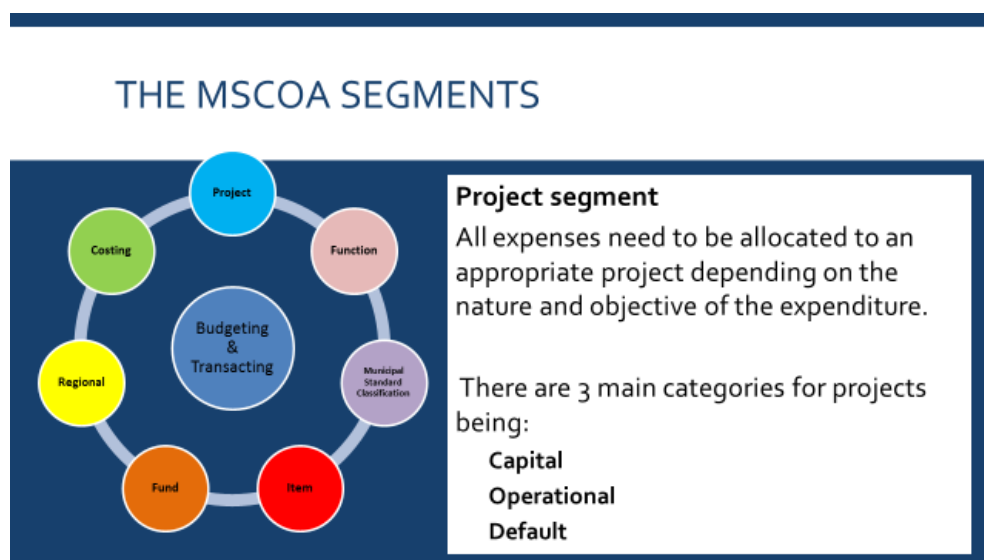 THE MSCOA SEGMENTS
Project
Costing
Function
Budgeting
&
Transacting
Regional
Municipal
Standard
Classification
Fund
Item
Project segment
All expenses need to be allocated to an
appropriate project depending on the
nature and objective of the expenditure.
There are 3 main categories for projects
being:
Capital
Operational
Default